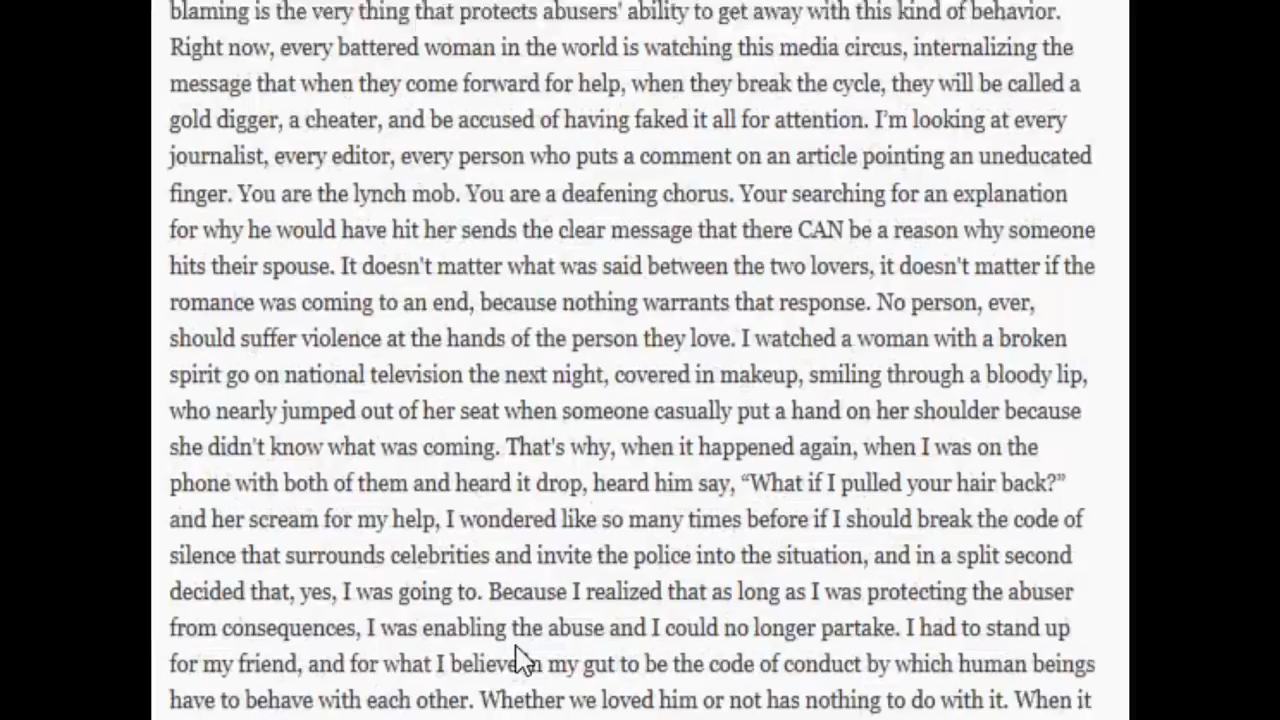 blaming is the very thing that protects abusers' ability to get away with this kind of behavior.
Right now, every battered woman in the world is watching this media circus, internalizing the
message that when they come forward for help, when they break the cycle, they will be called a
gold digger, a cheater, and be accused of having faked it all for attention. I’m looking at every
journalist, every editor, every person who puts a comment on an article pointing an uneducated
finger. You are the lynch mob. You are a deafening chorus. Your searching for an explanation
for why he would have hit her sends the clear message that there CAN be a reason why someone
hits their spouse. It doesn't matter what was said between the two lovers, it doesn't matter if the
romance was coming to an end, because nothing warrants that response. No person, ever,
should suffer violence at the hands of the person they love. I watched a woman with a broken
spirit go on national television the next night, covered in makeup, smiling through a bloody lip,
who nearly jumped out of her seat when someone casually put a hand on her shoulder because
she didn't know what was coming. That's why, when it happened again, when I was on the
phone with both of them and heard it drop, heard him say, “What if I pulled your hair back?”
and her scream for my help, I wondered like so many times before if I should break the code of
silence that surrounds celebrities and invite the police into the situation, and in a split second
decided that, yes, I was going to. Because I realized that as long as I was protecting the abuser
from consequences, I was enabling the abuse and I could no longer partake. I had to stand up
for my friend, and for what I believe in my gut to be the code of conduct by which human beings
have to behave with each other. Whether we loved him or not has nothing to do with it. When it